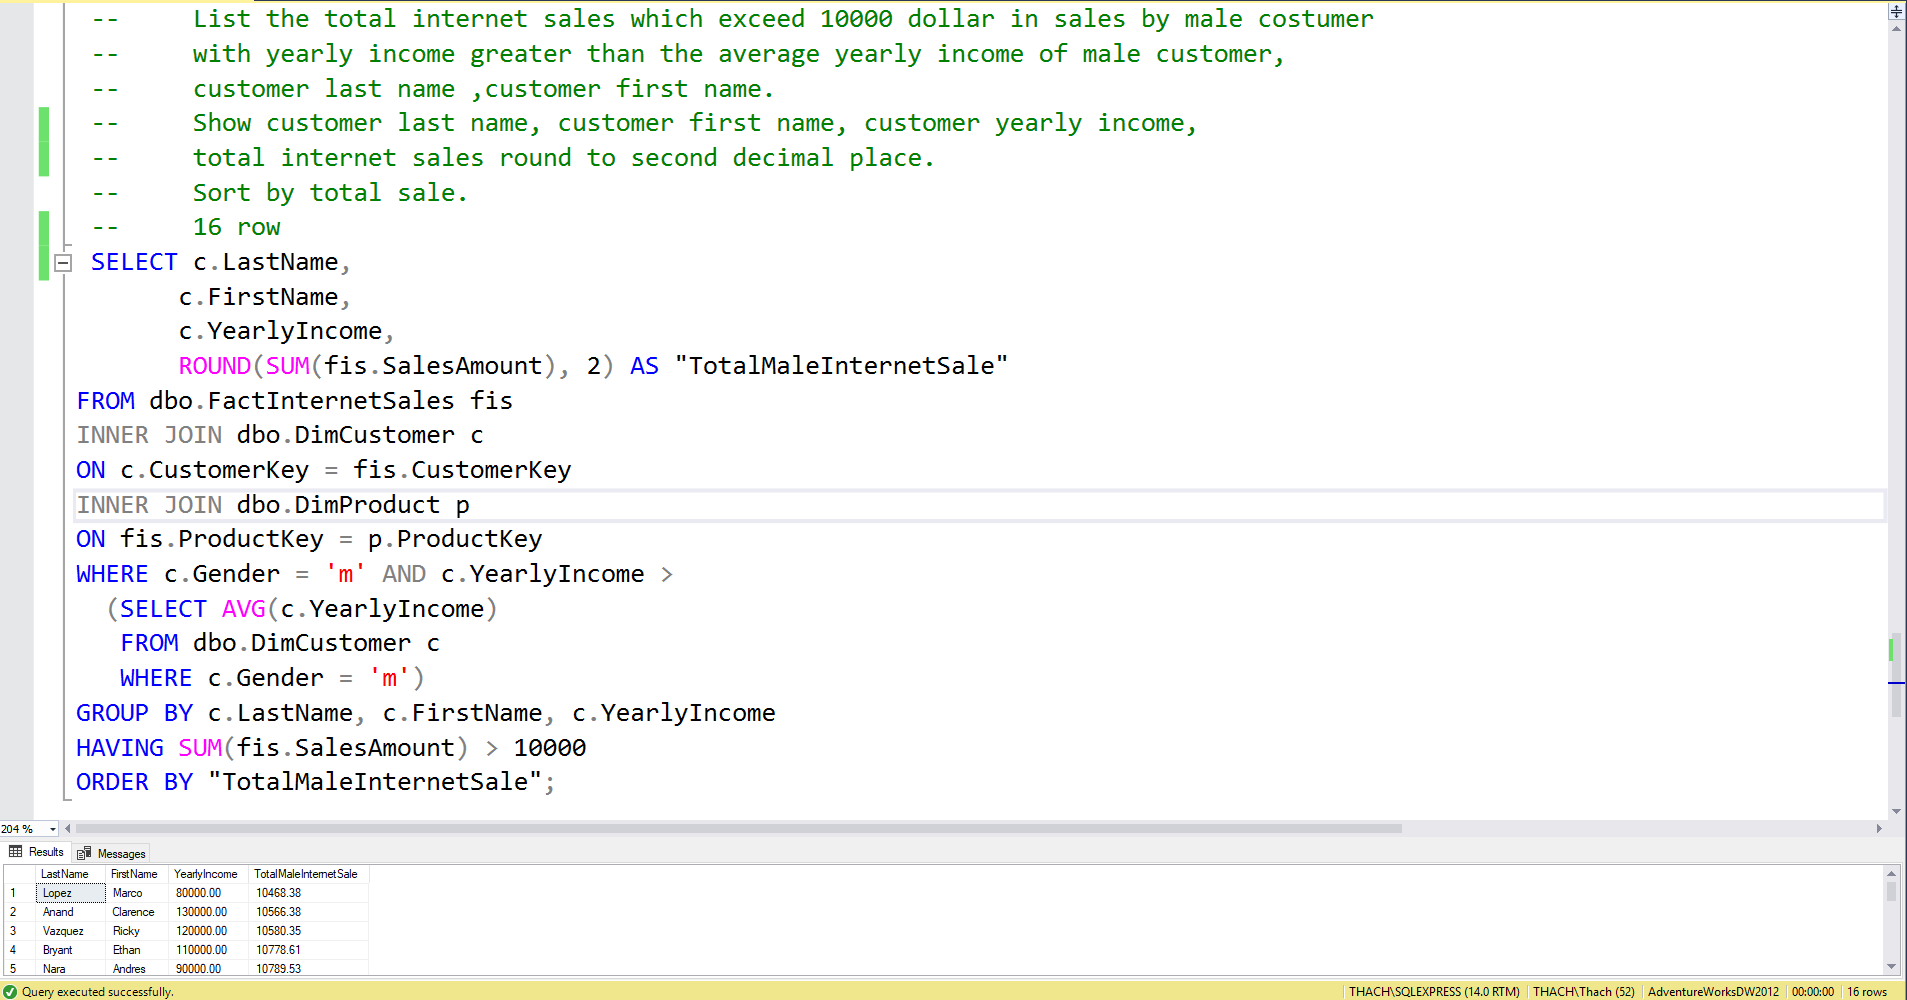 --     List the total internet sales which exceed 10000 dollar in sales by male costumer
--     with yearly income greater than the average yearly income of male customer,
--     customer last name ,customer first name.
--     Show customer last name, customer first name, customer yearly income,
--     total internet sales round to second decimal place.
--     Sort by total sale.
--     16 row
SELECT c.LastName,
       c.FirstName,
       c.YearlyIncome,
       ROUND(SUM(fis.SalesAmount), 2) AS "TotalMaleInternetSale"
FROM dbo.FactInternetSales fis
INNER JOIN dbo.DimCustomer c
ON c.CustomerKey = fis.CustomerKey
INNER JOIN dbo.DimProduct p
ON fis.ProductKey = p.ProductKey
WHERE c.Gender = 'm' AND c.YearlyIncome >
  (SELECT AVG(c.YearlyIncome)
   FROM dbo.DimCustomer c
   WHERE c.Gender = 'm')
GROUP BY c.LastName, c.FirstName, c.YearlyIncome
HAVING SUM(fis.SalesAmount) > 10000
ORDER BY "TotalMaleInternetSale";
204 %
Results Messages
LastName FirstName YearlyIncome TotalMaleInternetSale
1 Lopez Marco 80000.00 10468.38
2 Anand Clarence 130000.00 10566.38
3 Vazquez Ricky 120000.00 10580.35
4 Bryant Ethan 110000.00 10778.61
5 Nara Andres 90000.00 10789.53
Query executed successfully. THACH\SQLEXPRESS (14.0 RTM) THACH\Thach (52) AdventureWorksDW2012 00:00:00 16 rows